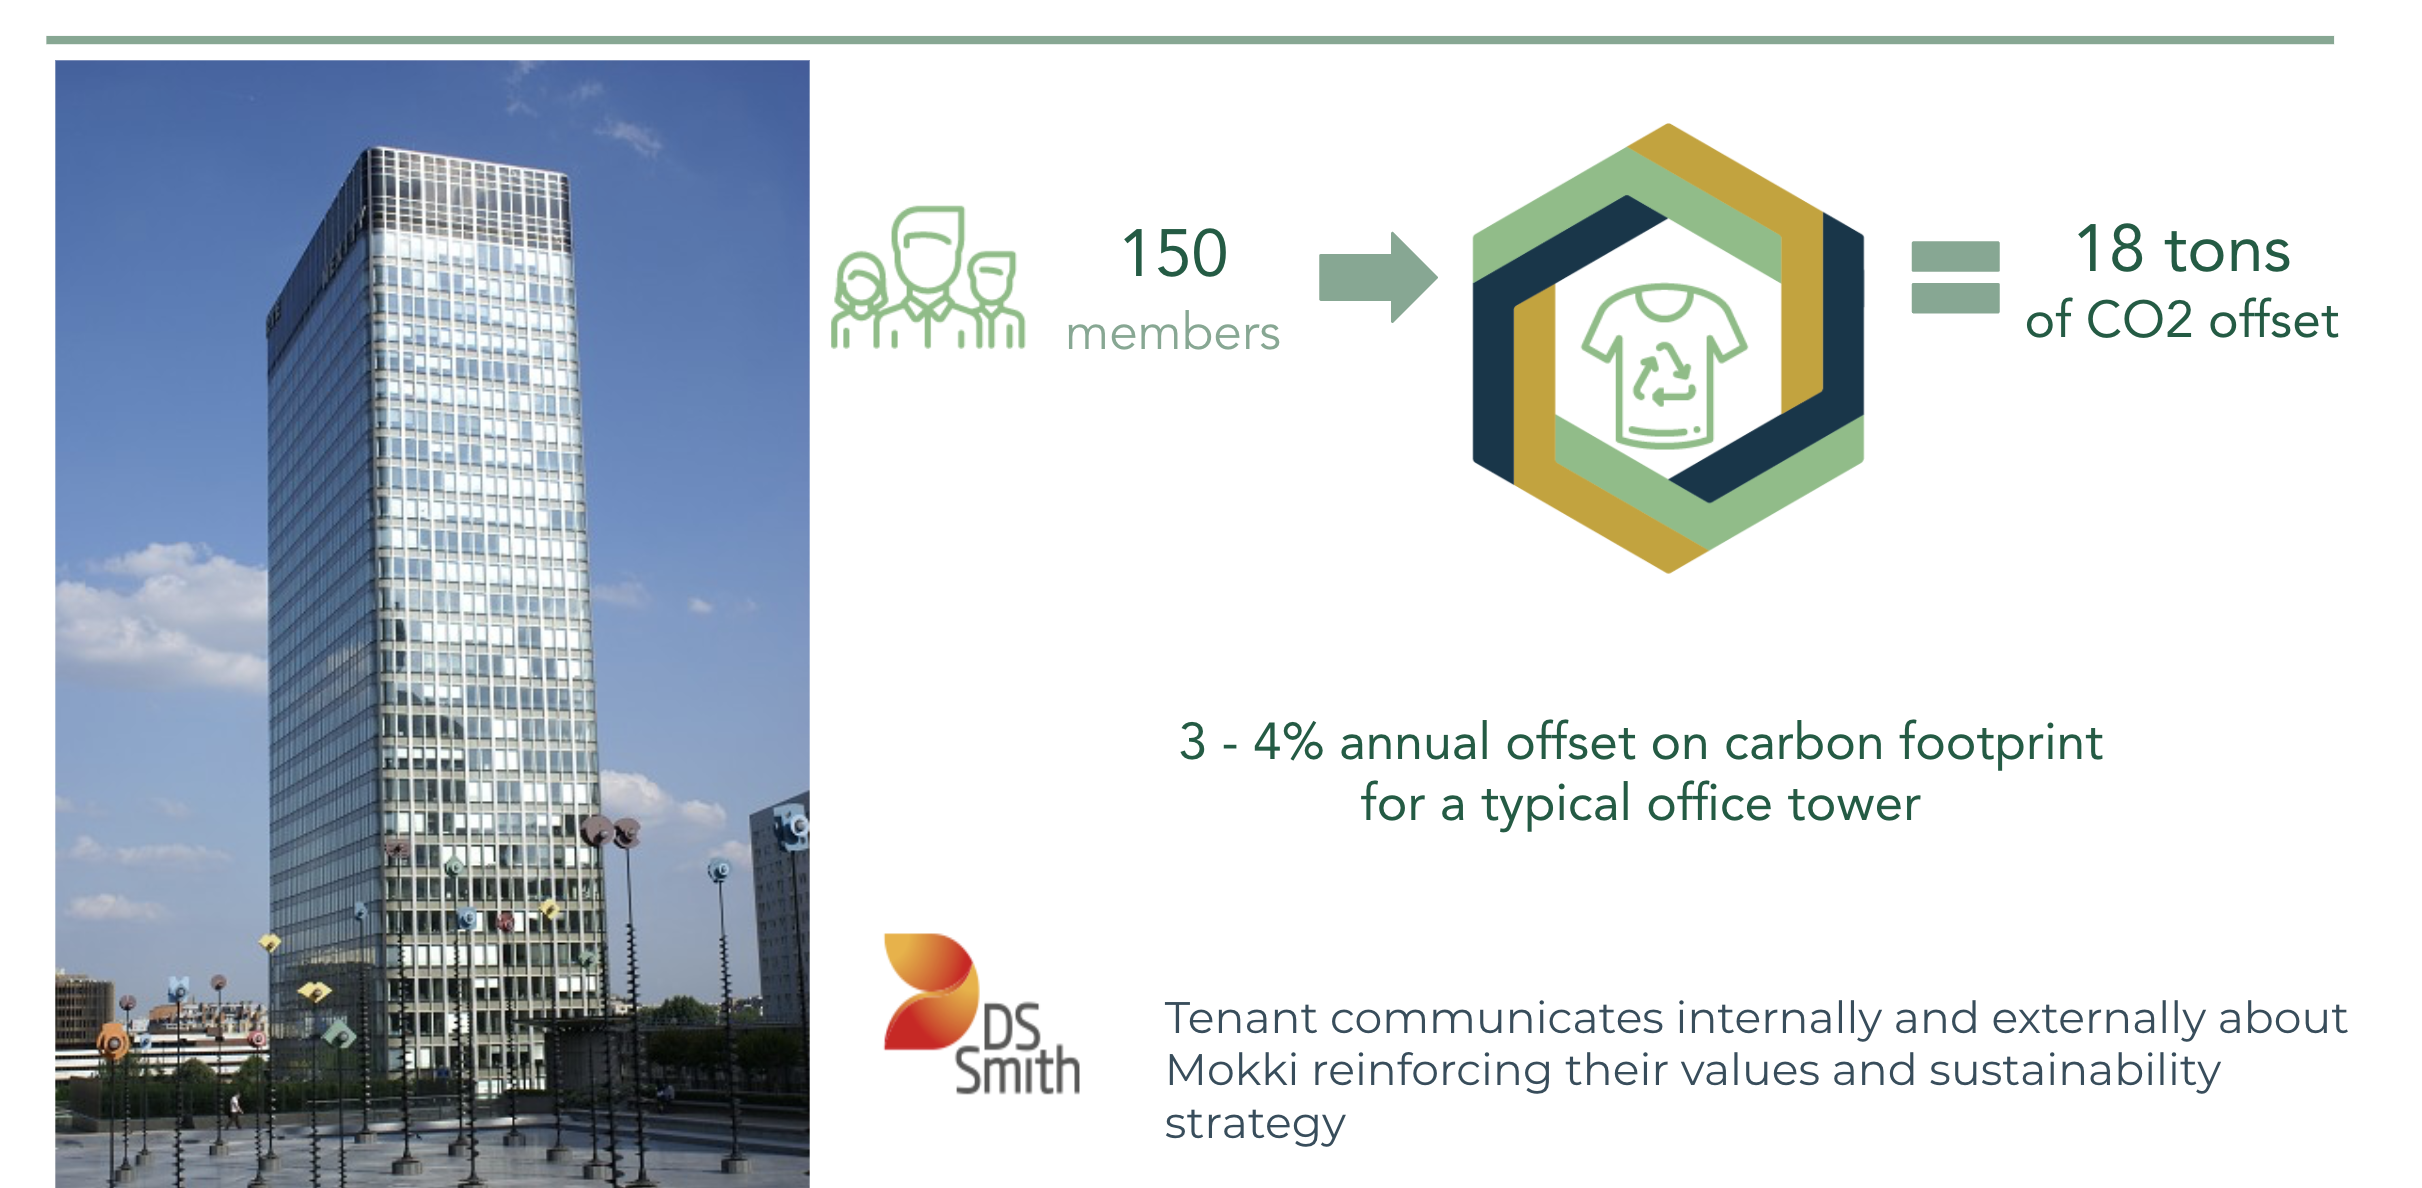 150
members
18 tons
of CO2 offset
3 - 4% annual offset on carbon footprint
for a typical office tower
DS
Smith
Tenant communicates internally and externally about
Mokki reinforcing their values and sustainability
strategy